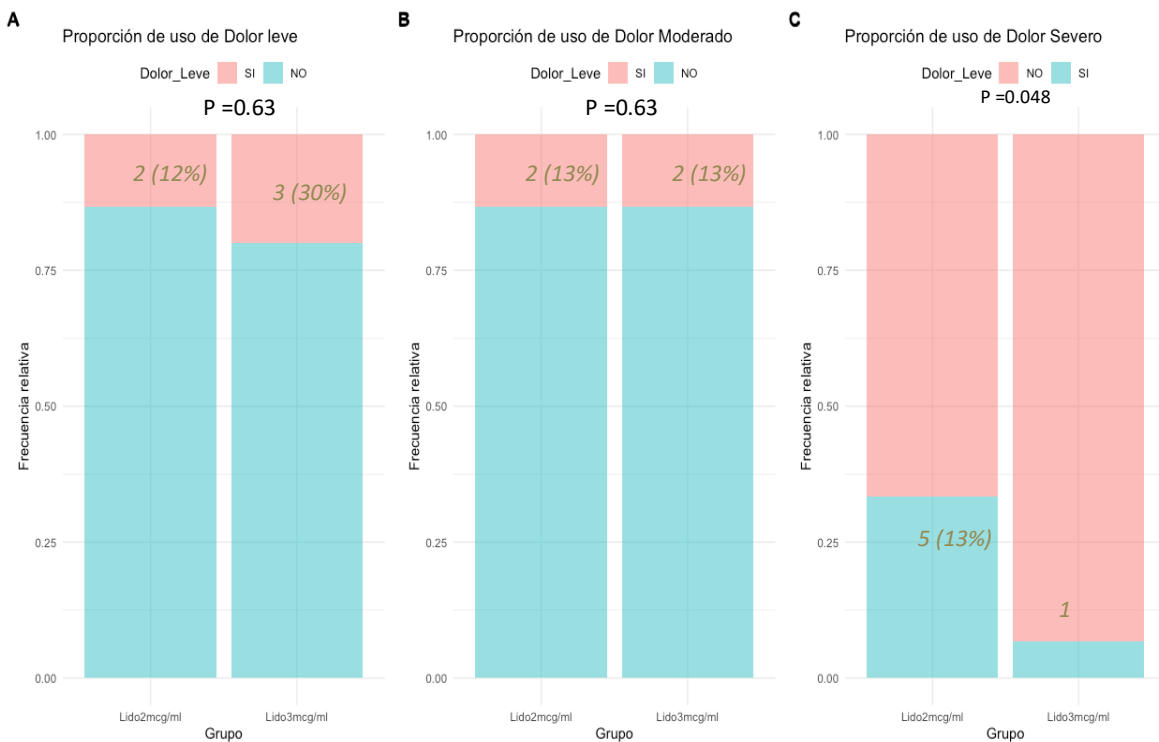 A
Proporción de uso de Dolor leve
Dolor_Leve SI NO
P =0.63
1.00
2 (12%)
3 (30%)
0.75
0.50
0.25
0.00
Frecuencia relativa
Lido2mcg/ml Lido3mcg/ml
Grupo
B
Proporción de uso de Dolor Moderado
Dolor_Leve SI NO
P =0.63
1.00
2 (13%) 2 (13%)
0.75
0.50
0.25
0.00
Frecuencia relativa
Lido2mcg/ml Lido3mcg/ml
Grupo
C
Proporción de uso de Dolor Severo
Dolor_Leve NO SI
P =0.048
1.00
0.75
0.50
0.25
5 (13%)
1
0.00
Frecuencia relativa
Lido2mcg/ml Lido3mcg/ml
Grupo